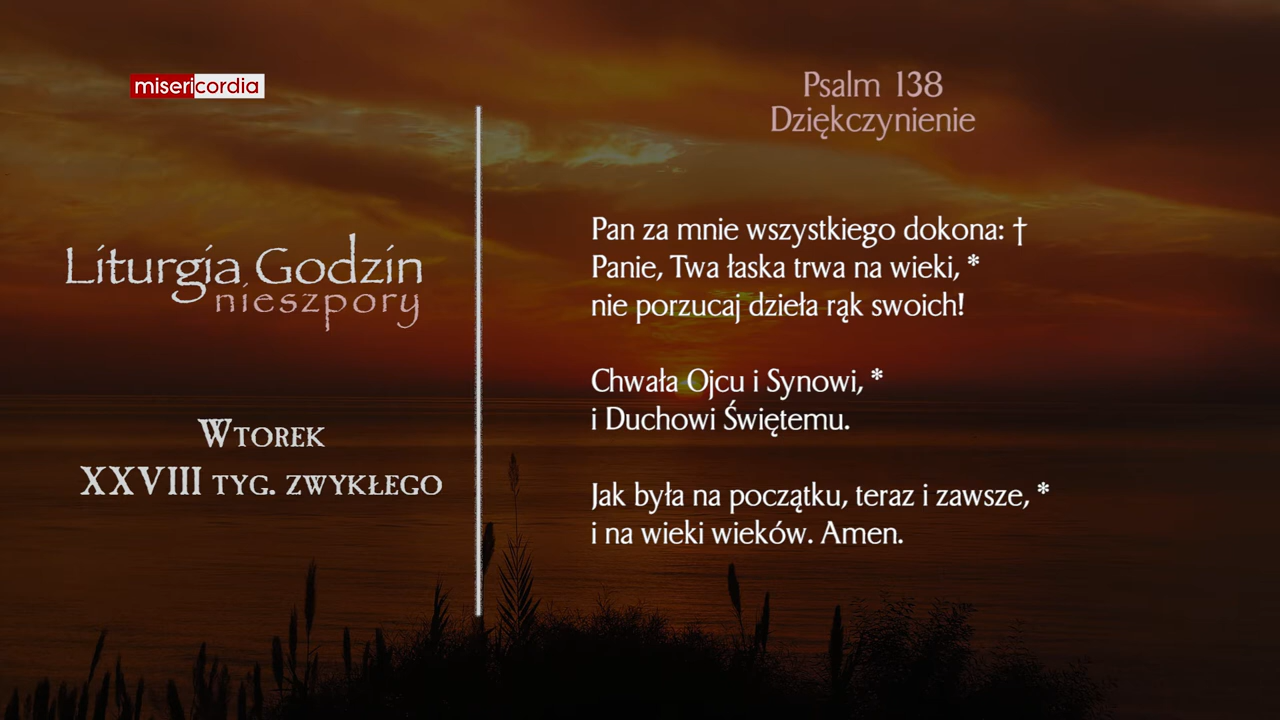 misericordia
Liturgia Godzin
nieszpory
Wtorek
XXVIII tyg. zwykłego
Psalm 138
Dziękczynienie
Pan za mnie wszystkiego dokona: †
Panie, Twa łaska trwa na wieki, *
nie porzucaj dzieła rąk swoich!
Chwała Ojcu i Synowi, *
i Duchowi Świętemu.
Jak była na początku, teraz i zawsze, *
i na wieki wieków. Amen.